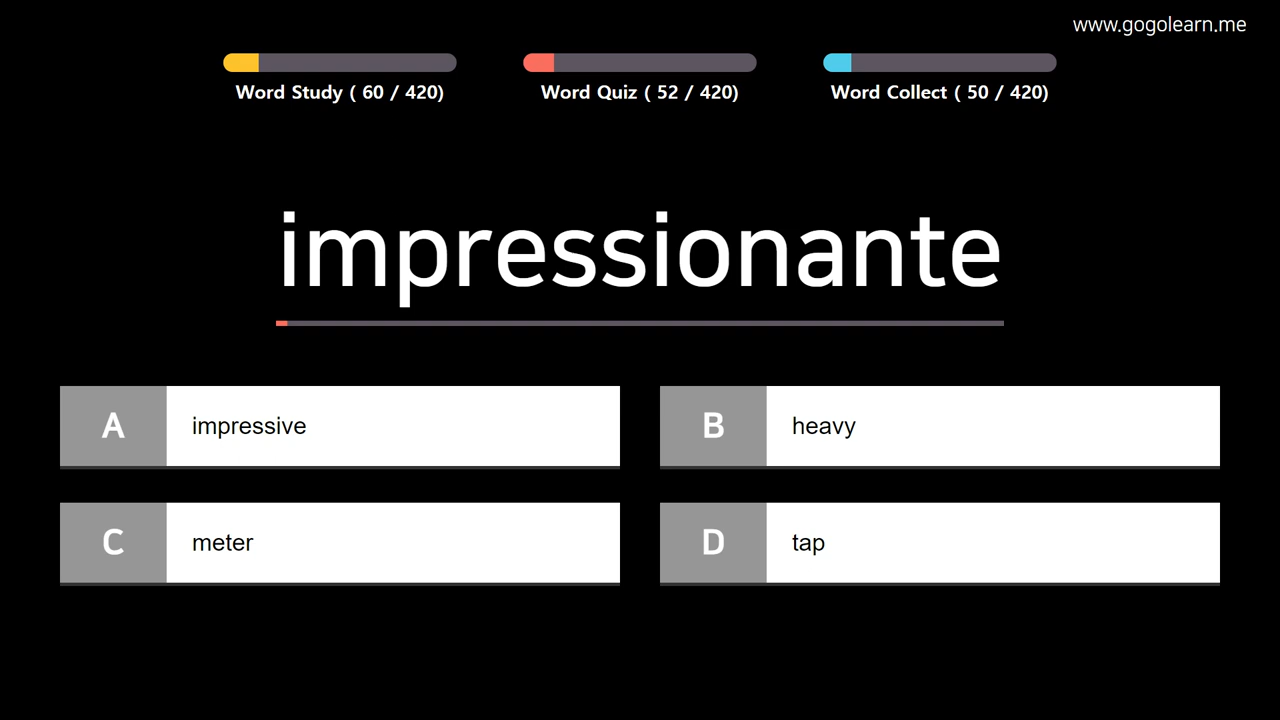 www.gogolearn.me
Word Study ( 60 / 420)
Word Quiz ( 52 / 420)
Word Collect ( 50 / 420)
impressionante
A impressive
B heavy
C meter
D tap